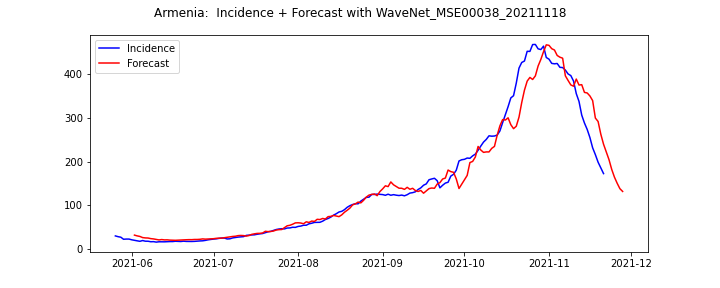 Armenia:  Incidence + Forecast with WaveNet_MSE00038_20211118
Incidence
Forecast
400
300
200
100
0
2021-06 2021-07 2021-08 2021-09 2021-10 2021-11 2021-12